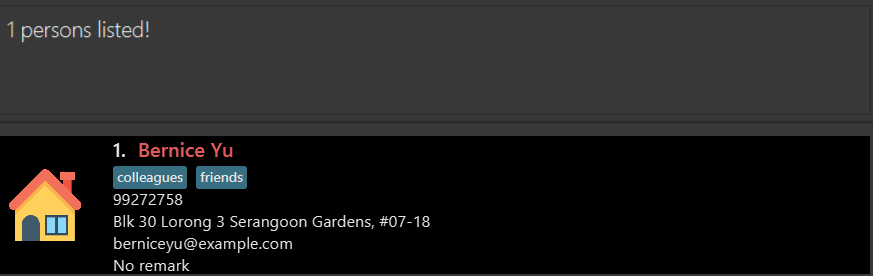 1 persons listed!
1. Bernice Yu
colleagues friends
99272758
Blk 30 Lorong 3 Serangoon Gardens, #07-18
berniceyu@example.com
No remark